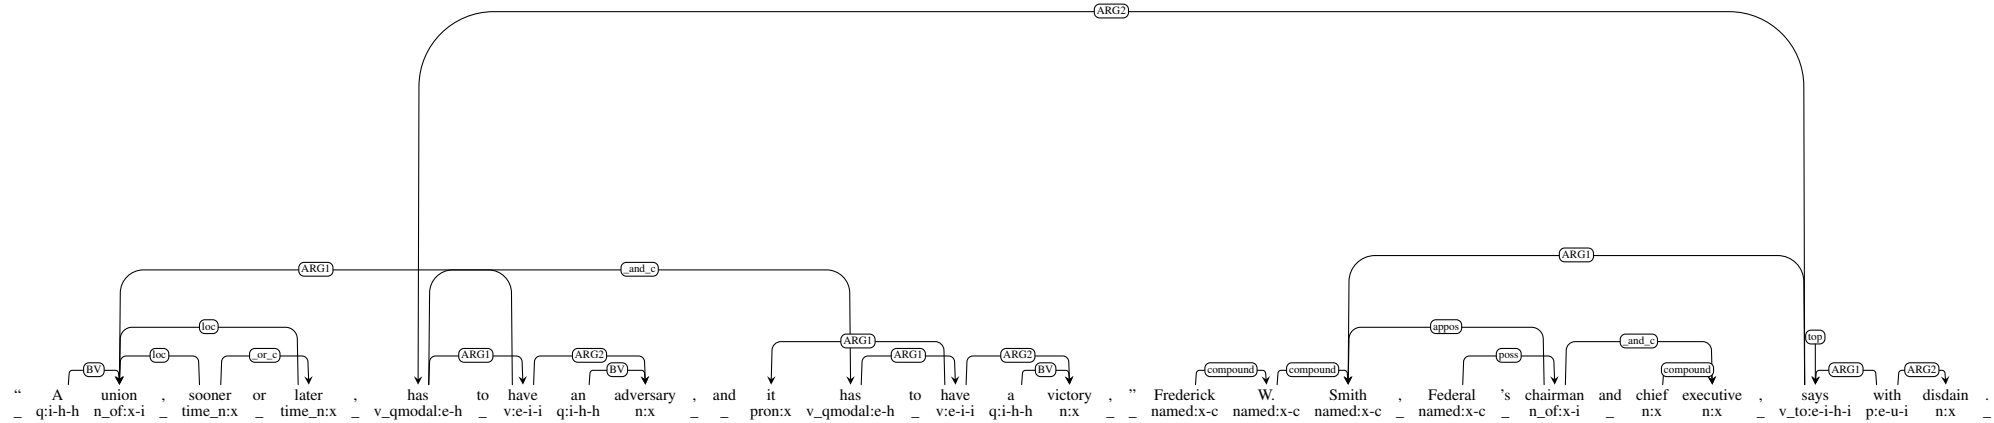 ARG2
ARG1 _and_c ARG1
loc appos top
ARG1
loc _or_c ARG1 ARG2 ARG1 ARG2 poss _and_c
BV BV BV compound compound compound ARG1 ARG2
“ A union , sooner or later , has to have an adversary , and it has to have a victory , ” Frederick W. Smith , Federal 's chairman and chief executive , says with disdain .
_ q:i-h-h n_of:x-i _ time_n:x _ time_n:x _ v_qmodal:e-h _ v:e-i-i q:i-h-h n:x _ _ pron:x v_qmodal:e-h _ v:e-i-i q:i-h-h n:x _ _ named:x-c named:x-c named:x-c _ named:x-c _ n_of:x-i _ n:x n:x _ v_to:e-i-h-i p:e-u-i n:x _